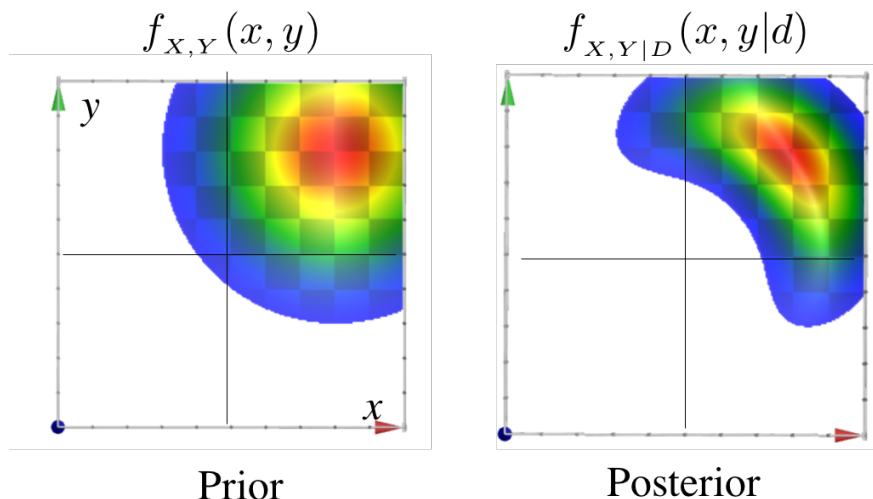 f_{X,Y}(x, y)
f_{X,Y|D}(x, y|d)
y
x
Prior
Posterior